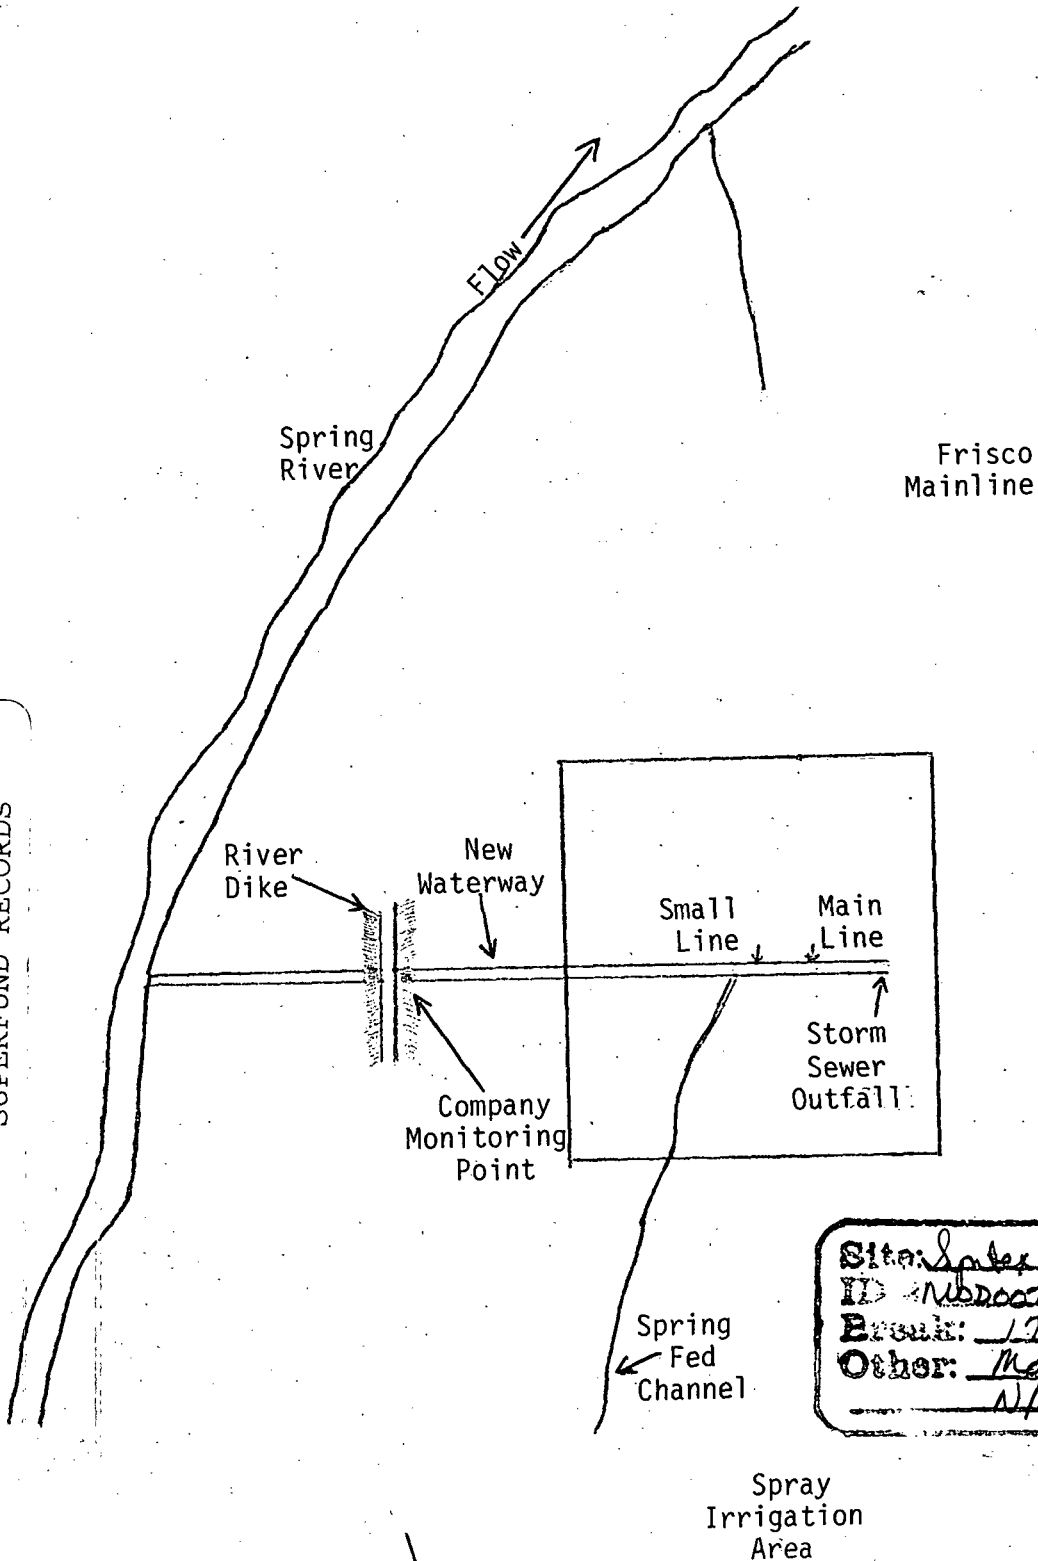 Flow
Spring
River
Frisco
Mainline
SUPERFUND RECORDS
River
Dike
New
Waterway
Small
Line
Main
Line
Storm
Sewer
Outfall
Company
Monitoring
Point
Spring
Fed
Channel
Site:
ID
Break: 17
Other:
Spray
Irrigation
Area